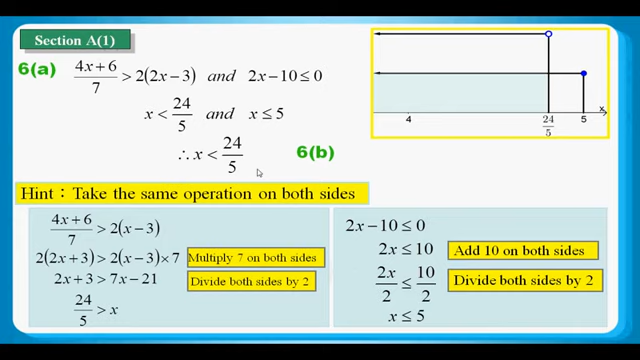 Section A(1)
6(a) (4x+6)/7 > 2(2x−3) and 2x−10 ≤ 0
x < 24/5 and x ≤ 5
∴ x < 24/5
6(b)
4 24/5 5 x
Hint：Take the same operation on both sides
(4x+6)/7 > 2(x−3)
2(2x+3) > 2(x−3)×7 Multiply 7 on both sides
2x+3 > 7x−21 Divide both sides by 2
24/5 > x
2x−10 ≤ 0
2x ≤ 10 Add 10 on both sides
2x/2 ≤ 10/2 Divide both sides by 2
x ≤ 5